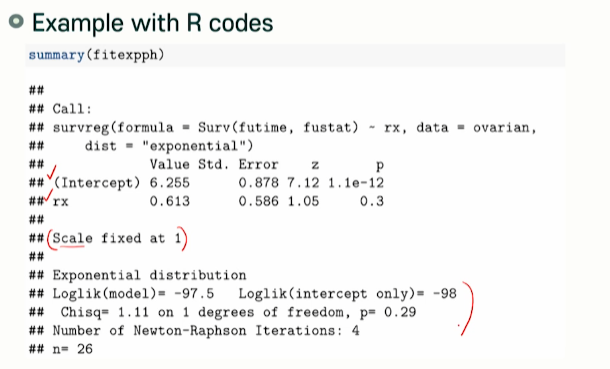 Example with R codes
summary(fitexpph)
##
## Call:
## survreg(formula = Surv(futime, fustat) ~ rx, data = ovarian,
##     dist = "exponential")
##             Value Std. Error    z       p
## (Intercept) 6.255      0.878 7.12 1.1e-12
## rx          0.613      0.586 1.05     0.3
##
## Scale fixed at 1
##
## Exponential distribution
## Loglik(model)= -97.5   Loglik(intercept only)= -98
##  Chisq= 1.11 on 1 degrees of freedom, p= 0.29
## Number of Newton-Raphson Iterations: 4
## n= 26